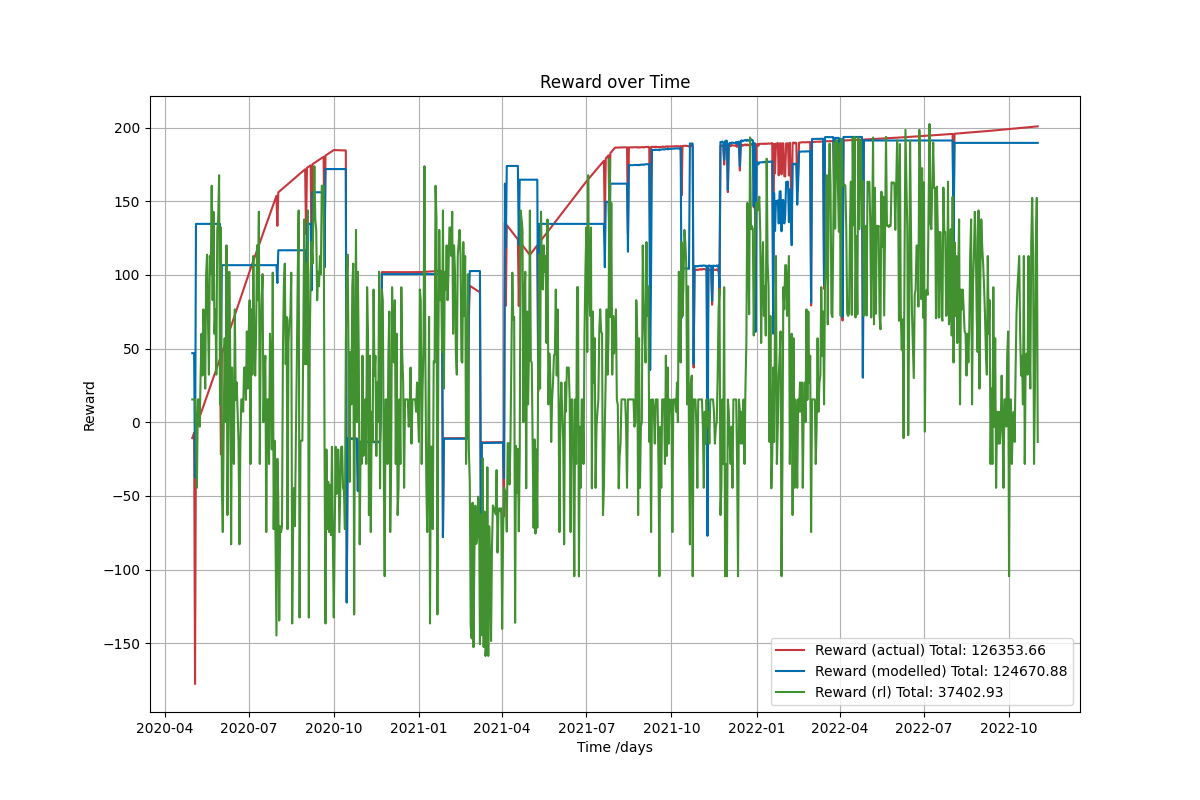 Reward over Time
Reward
200
150
100
50
0
−50
−100
−150
2020-04 2020-07 2020-10 2021-01 2021-04 2021-07 2021-10 2022-01 2022-04 2022-07 2022-10
Time /days
Reward (actual) Total: 126353.66
Reward (modelled) Total: 124670.88
Reward (rl) Total: 37402.93